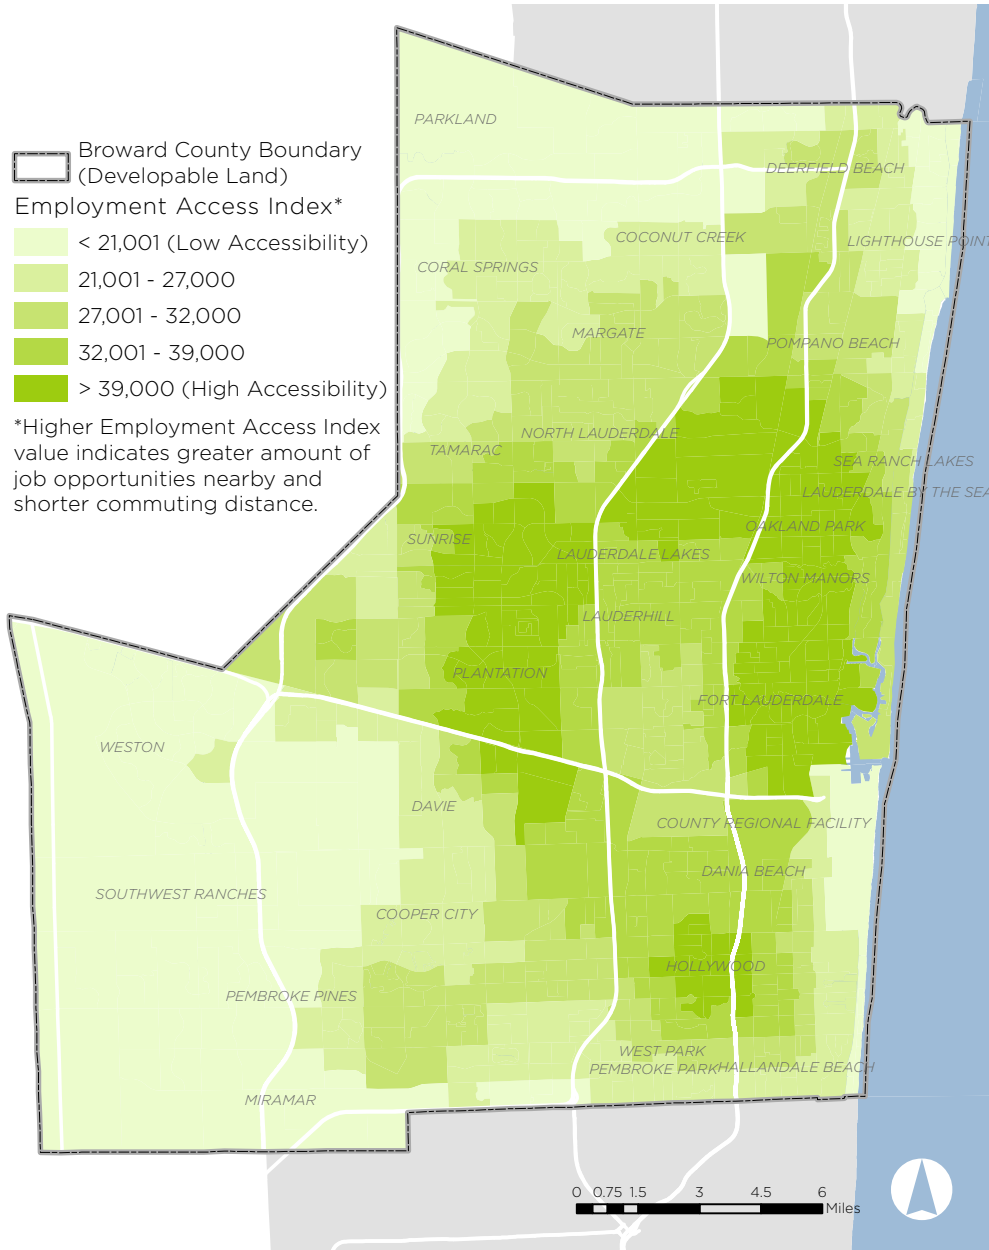 PARKLAND
Broward County Boundary
(Developable Land)
Employment Access Index*
< 21,001 (Low Accessibility)
21,001 - 27,000
27,001 - 32,000
32,001 - 39,000
> 39,000 (High Accessibility)
*Higher Employment Access Index
value indicates greater amount of
job opportunities nearby and
shorter commuting distance.
DEERFIELD BEACH
COCONUT CREEK
LIGHTHOUSE POINT
CORAL SPRINGS
MARGATE
POMPANO BEACH
NORTH LAUDERDALE
TAMARAC
SEA RANCH LAKES
LAUDERDALE BY THE SEA
OAKLAND PARK
SUNRISE
LAUDERDALE LAKES
WILTON MANORS
LAUDERHILL
PLANTATION
FORT LAUDERDALE
WESTON
DAVIE
COUNTY REGIONAL FACILITY
DANIA BEACH
SOUTHWEST RANCHES
COOPER CITY
HOLLYWOOD
PEMBROKE PINES
WEST PARK
PEMBROKE PARK
HALLANDALE BEACH
MIRAMAR
0 0.75 1.5 3 4.5 6
Miles